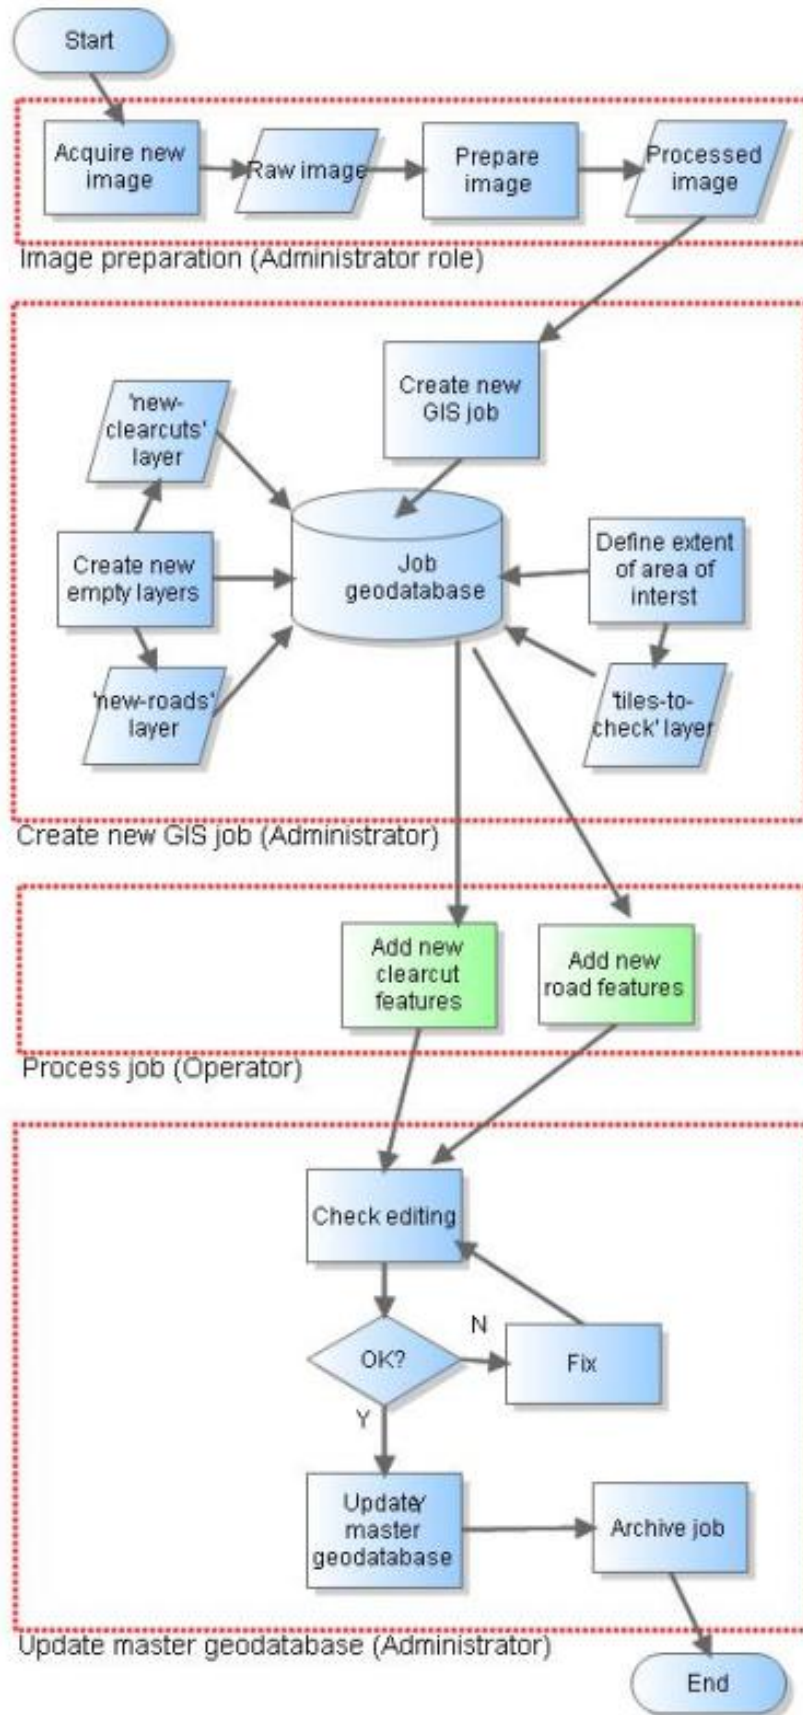 Start
Acquire new
image
Raw image
Prepare
image
Processed
image
Image preparation (Administrator role)
Create new
GIS job
'new-
clearcuts'
layer
Create new
empty layers
Job
geodatabase
Define extent
of area of
interst
'new-roads'
layer
'tiles-to-
check' layer
Create new GIS job (Administrator)
Add new
clearcut
features
Add new
road features
Process job (Operator)
Check editing
N
OK?
Fix
Y
Update
Y
master
geodatabase
Archive job
Update master geodatabase (Administrator)
End